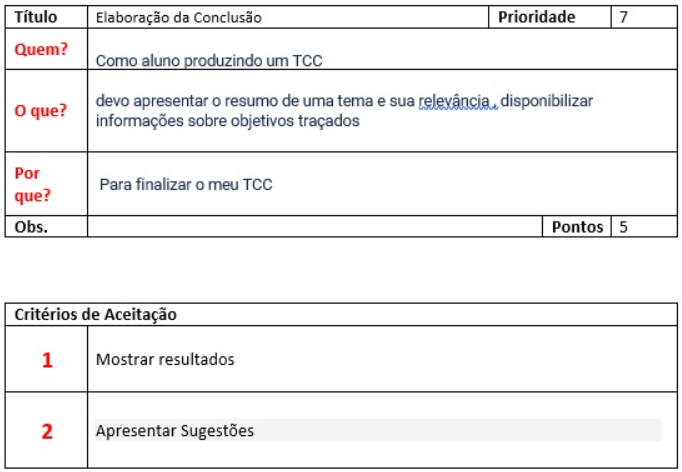 Título Elaboração da Conclusão Prioridade 7
Quem? Como aluno produzindo um TCC
O que? devo apresentar o resumo de uma tema e sua relevância , disponibilizar
informações sobre objetivos traçados
Por
que? Para finalizar o meu TCC
Obs. Pontos 5
Critérios de Aceitação
1 Mostrar resultados
2 Apresentar Sugestões